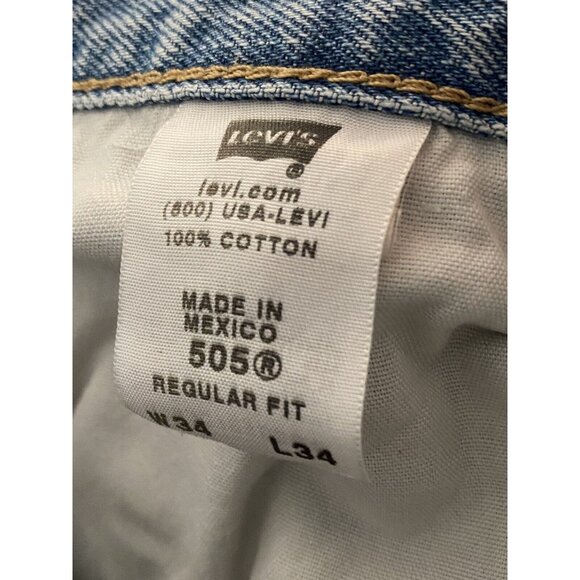 Levi's
®
levi.com
(800) USA-LEVI
100% COTTON
MADE IN
MEXICO
505®
REGULAR FIT
W34 L34